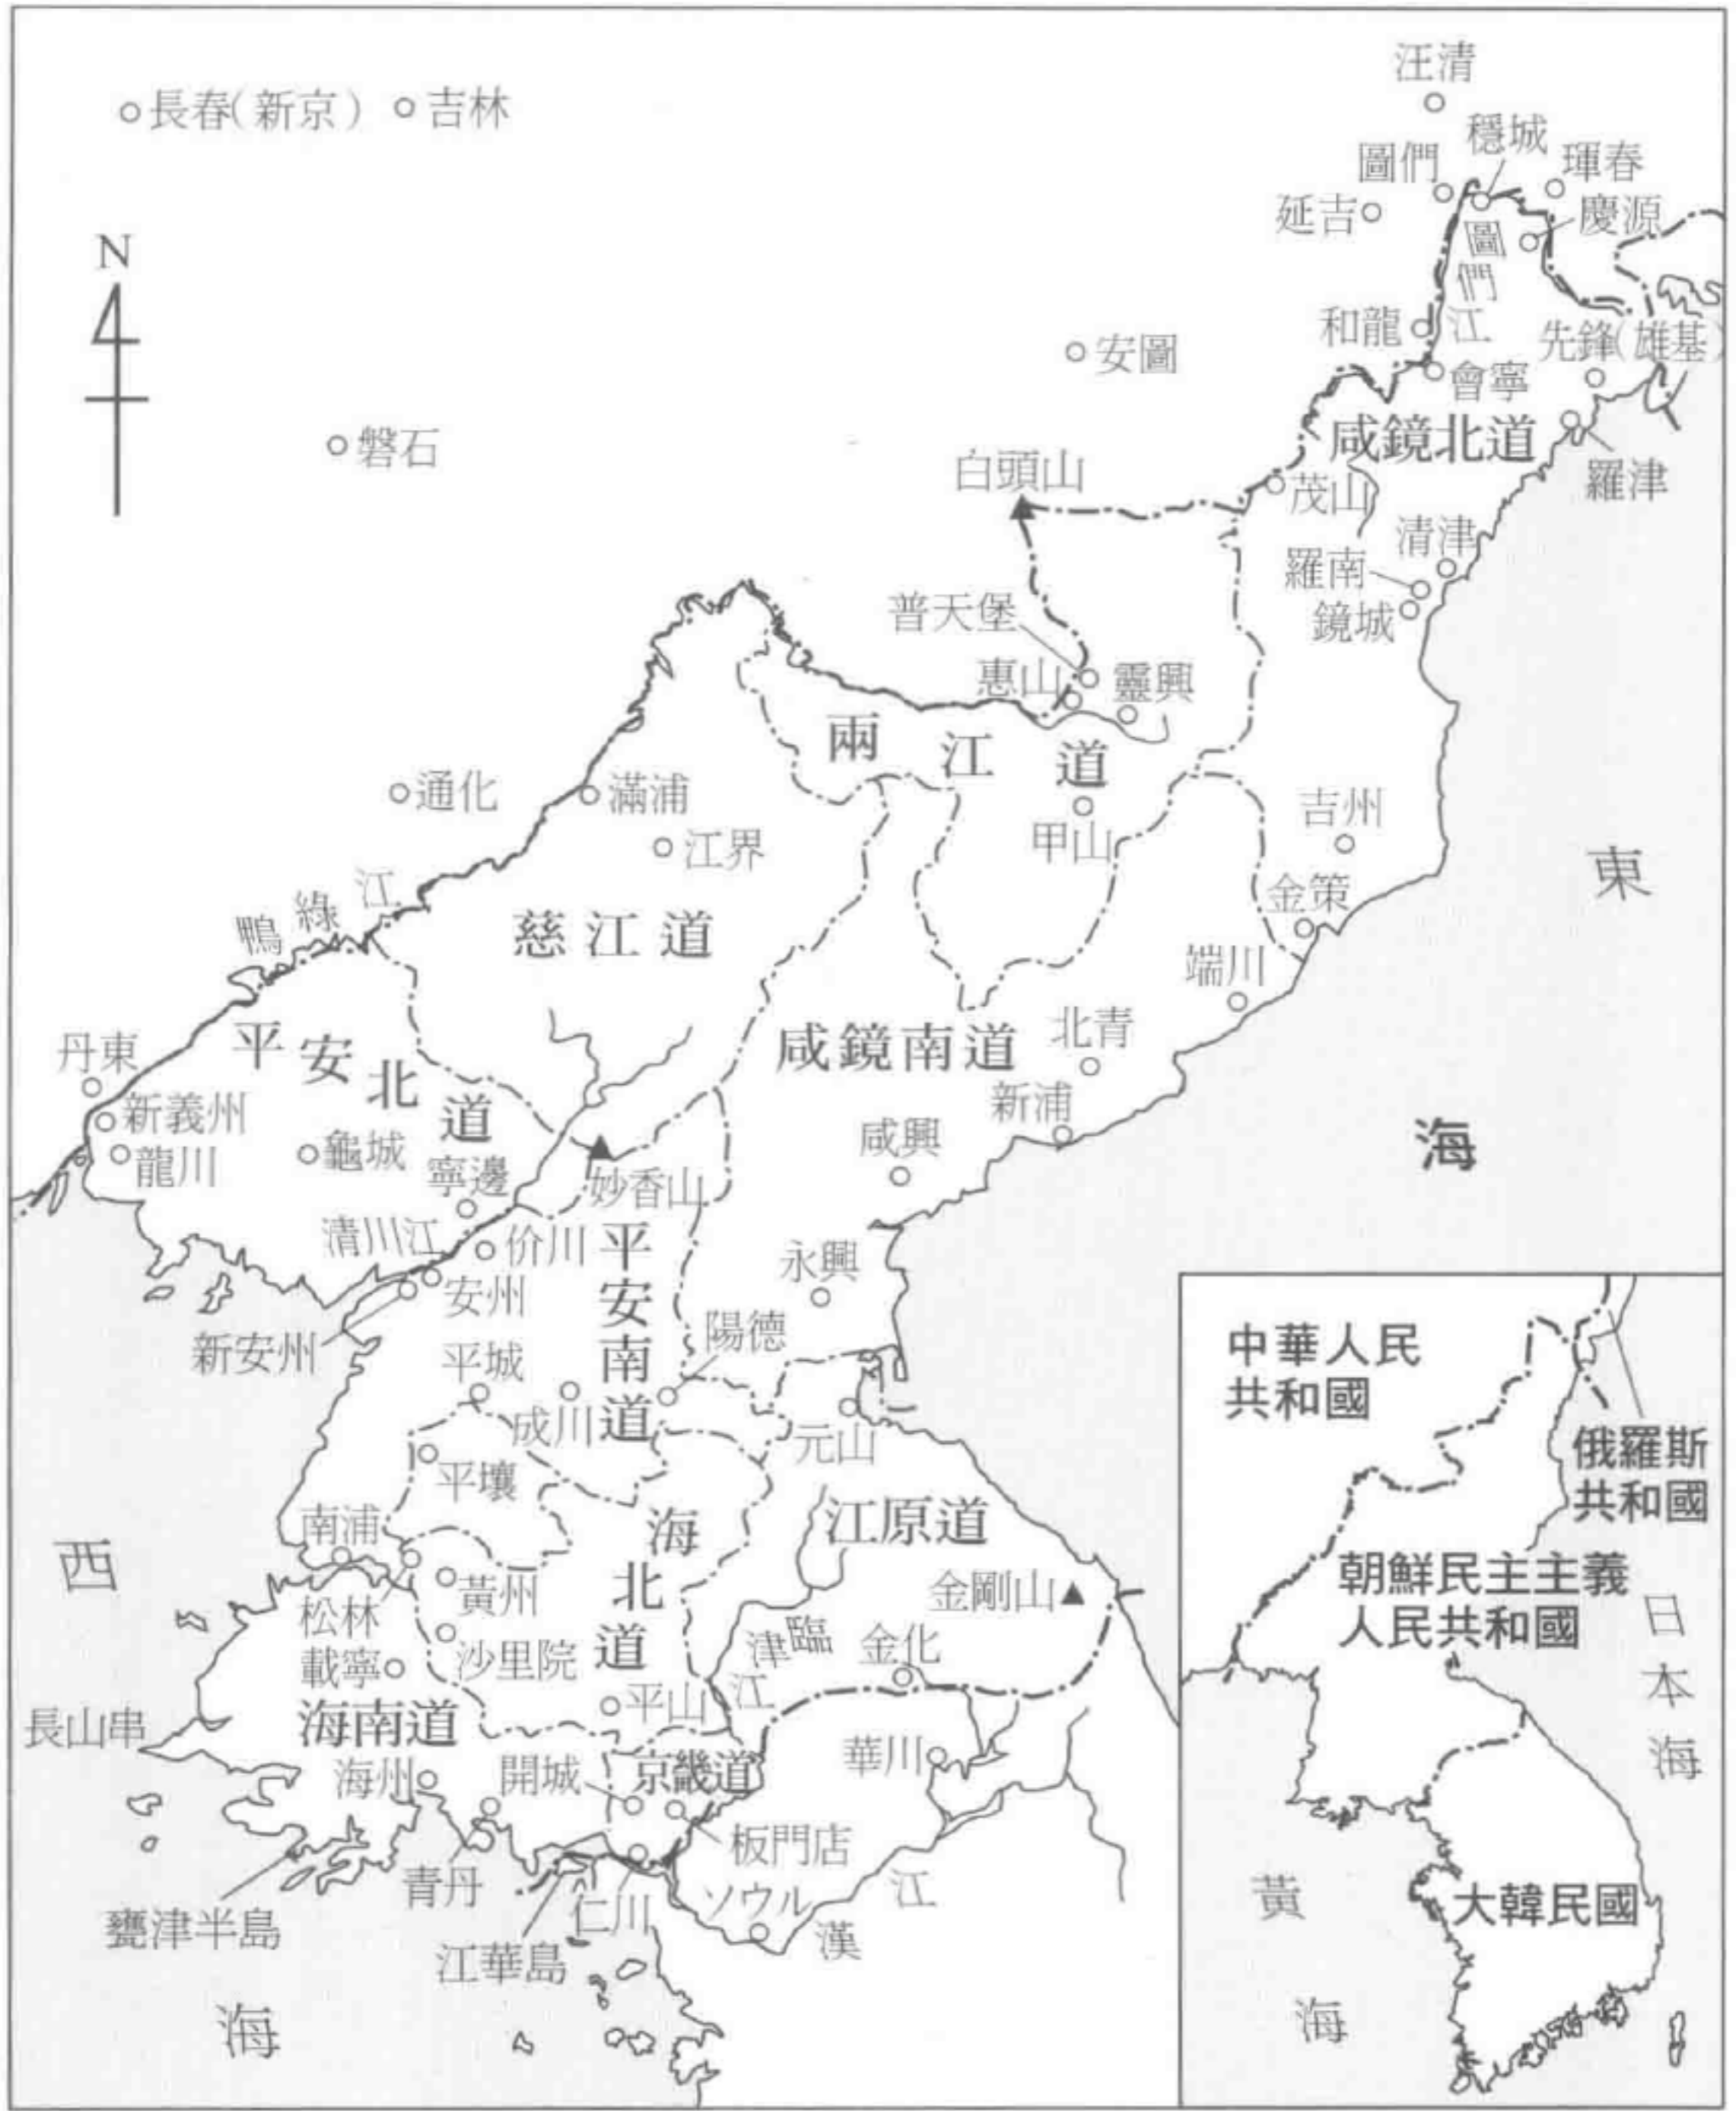 汪清
長春(新京)
吉林
穩城
圖們
琿春
延吉
慶源
N
圖們江
和龍
先鋒(雄基)
安圖
會寧
咸鏡北道
磐石
白頭山
茂山
羅津
清津
羅南
普天堡
鏡城
惠山
靈興
兩江道
通化
滿浦
吉州
江界
甲山
東海
鴨綠江
金策
慈江道
端川
平安北道
咸鏡南道
北青
丹東
新義州
新浦
龜城
咸興
龍川
寧邊
妙香山
清川江
价川
平安南道
永興
安州
新安州
陽德
平城
成川
元山
平壤
南浦
海北道
江原道
西海
黃州
金剛山
松林
臨津江
金化
沙里院
載寧
平山
長山串
海南道
華川
海州
開城
京畿道
板門店
青丹
仁川
ソウル
漢江
甕津半島
江華島
中華人民
共和國
俄羅斯
共和國
朝鮮民主主義
人民共和國
日本海
黃海
大韓民國